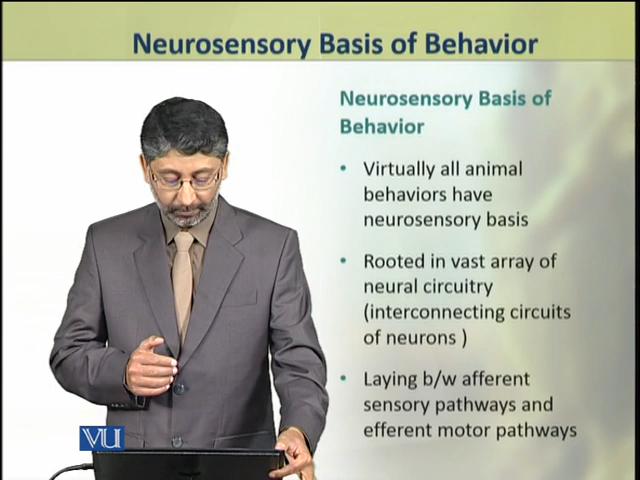 Neurosensory Basis of Behavior
Neurosensory Basis of
Behavior
• Virtually all animal
behaviors have
neurosensory basis
• Rooted in vast array of
neural circuitry
(interconnecting circuits
of neurons )
• Laying b/w afferent
sensory pathways and
efferent motor pathways
VU